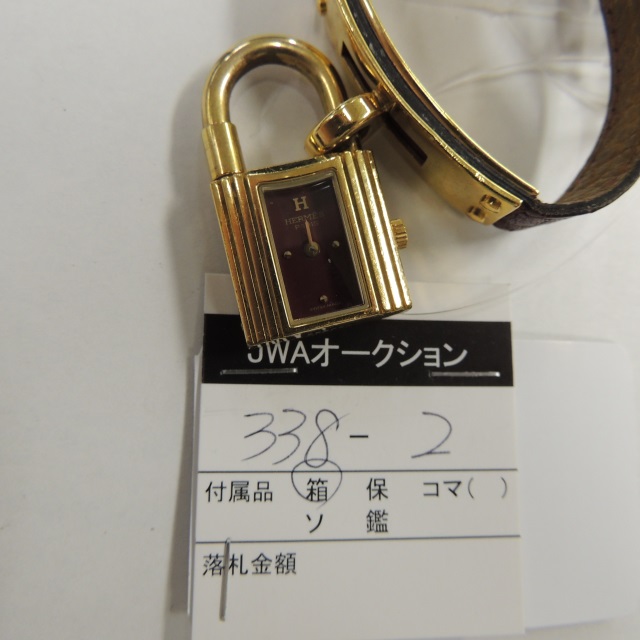 H
HERMES
JWAオークション
338-2
付属品 箱 保 コマ( )
ソ 鑑
落札金額